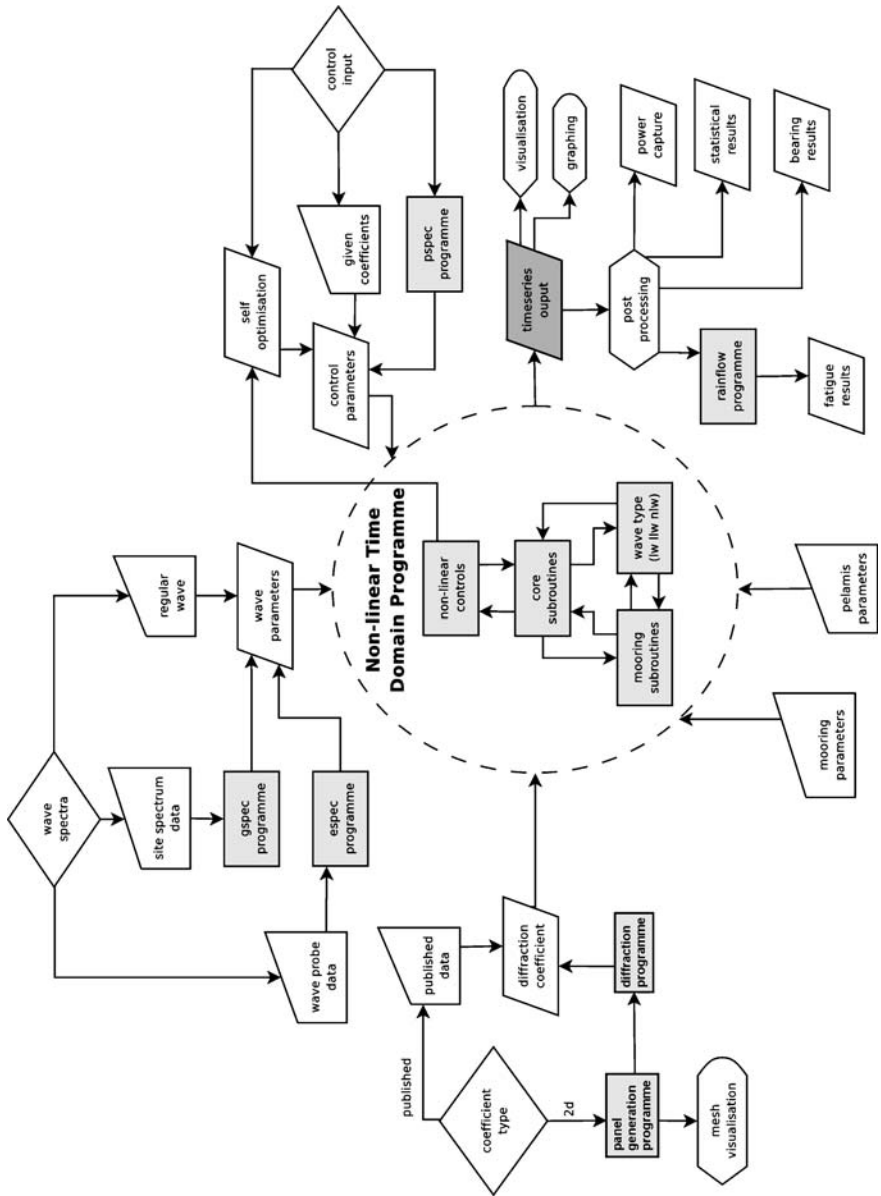 wave
spectra
regular
wave
site spectrum
data
wave probe
data
gspec
programme
espec
programme
wave
parameters
control
input
self
optimisation
given
coefficients
pspec
programme
control
parameters
published
coefficient
type
2d
published
data
diffraction
coefficient
panel
generation
programme
diffraction
programme
mesh
visualisation
Non-linear Time
Domain Programme
non-linear
controls
core
subroutines
mooring
subroutines
wave type
(lw llw nlw)
mooring
parameters
pelamis
parameters
timeseries
ouput
visualisation
graphing
post
processing
power
capture
statistical
results
bearing
results
rainflow
programme
fatigue
results